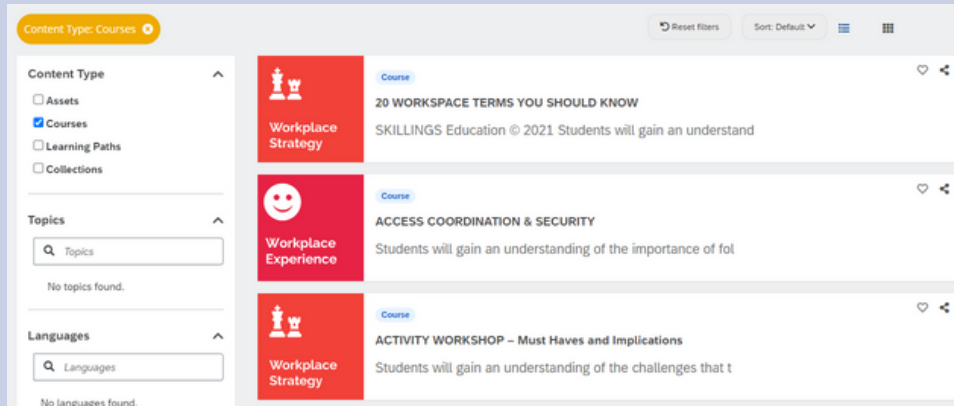 Content Type: Courses
Reset filters
Sort: Default
Content Type
Assets
Courses
Learning Paths
Collections
Topics
Topics
No topics found.
Languages
Languages
No languages found.
Workplace
Strategy
Course
20 WORKSPACE TERMS YOU SHOULD KNOW
SKILLINGS Education © 2021 Students will gain an understand
Workplace
Experience
Course
ACCESS COORDINATION & SECURITY
Students will gain an understanding of the importance of fol
Workplace
Strategy
Course
ACTIVITY WORKSHOP – Must Haves and Implications
Students will gain an understanding of the challenges that t